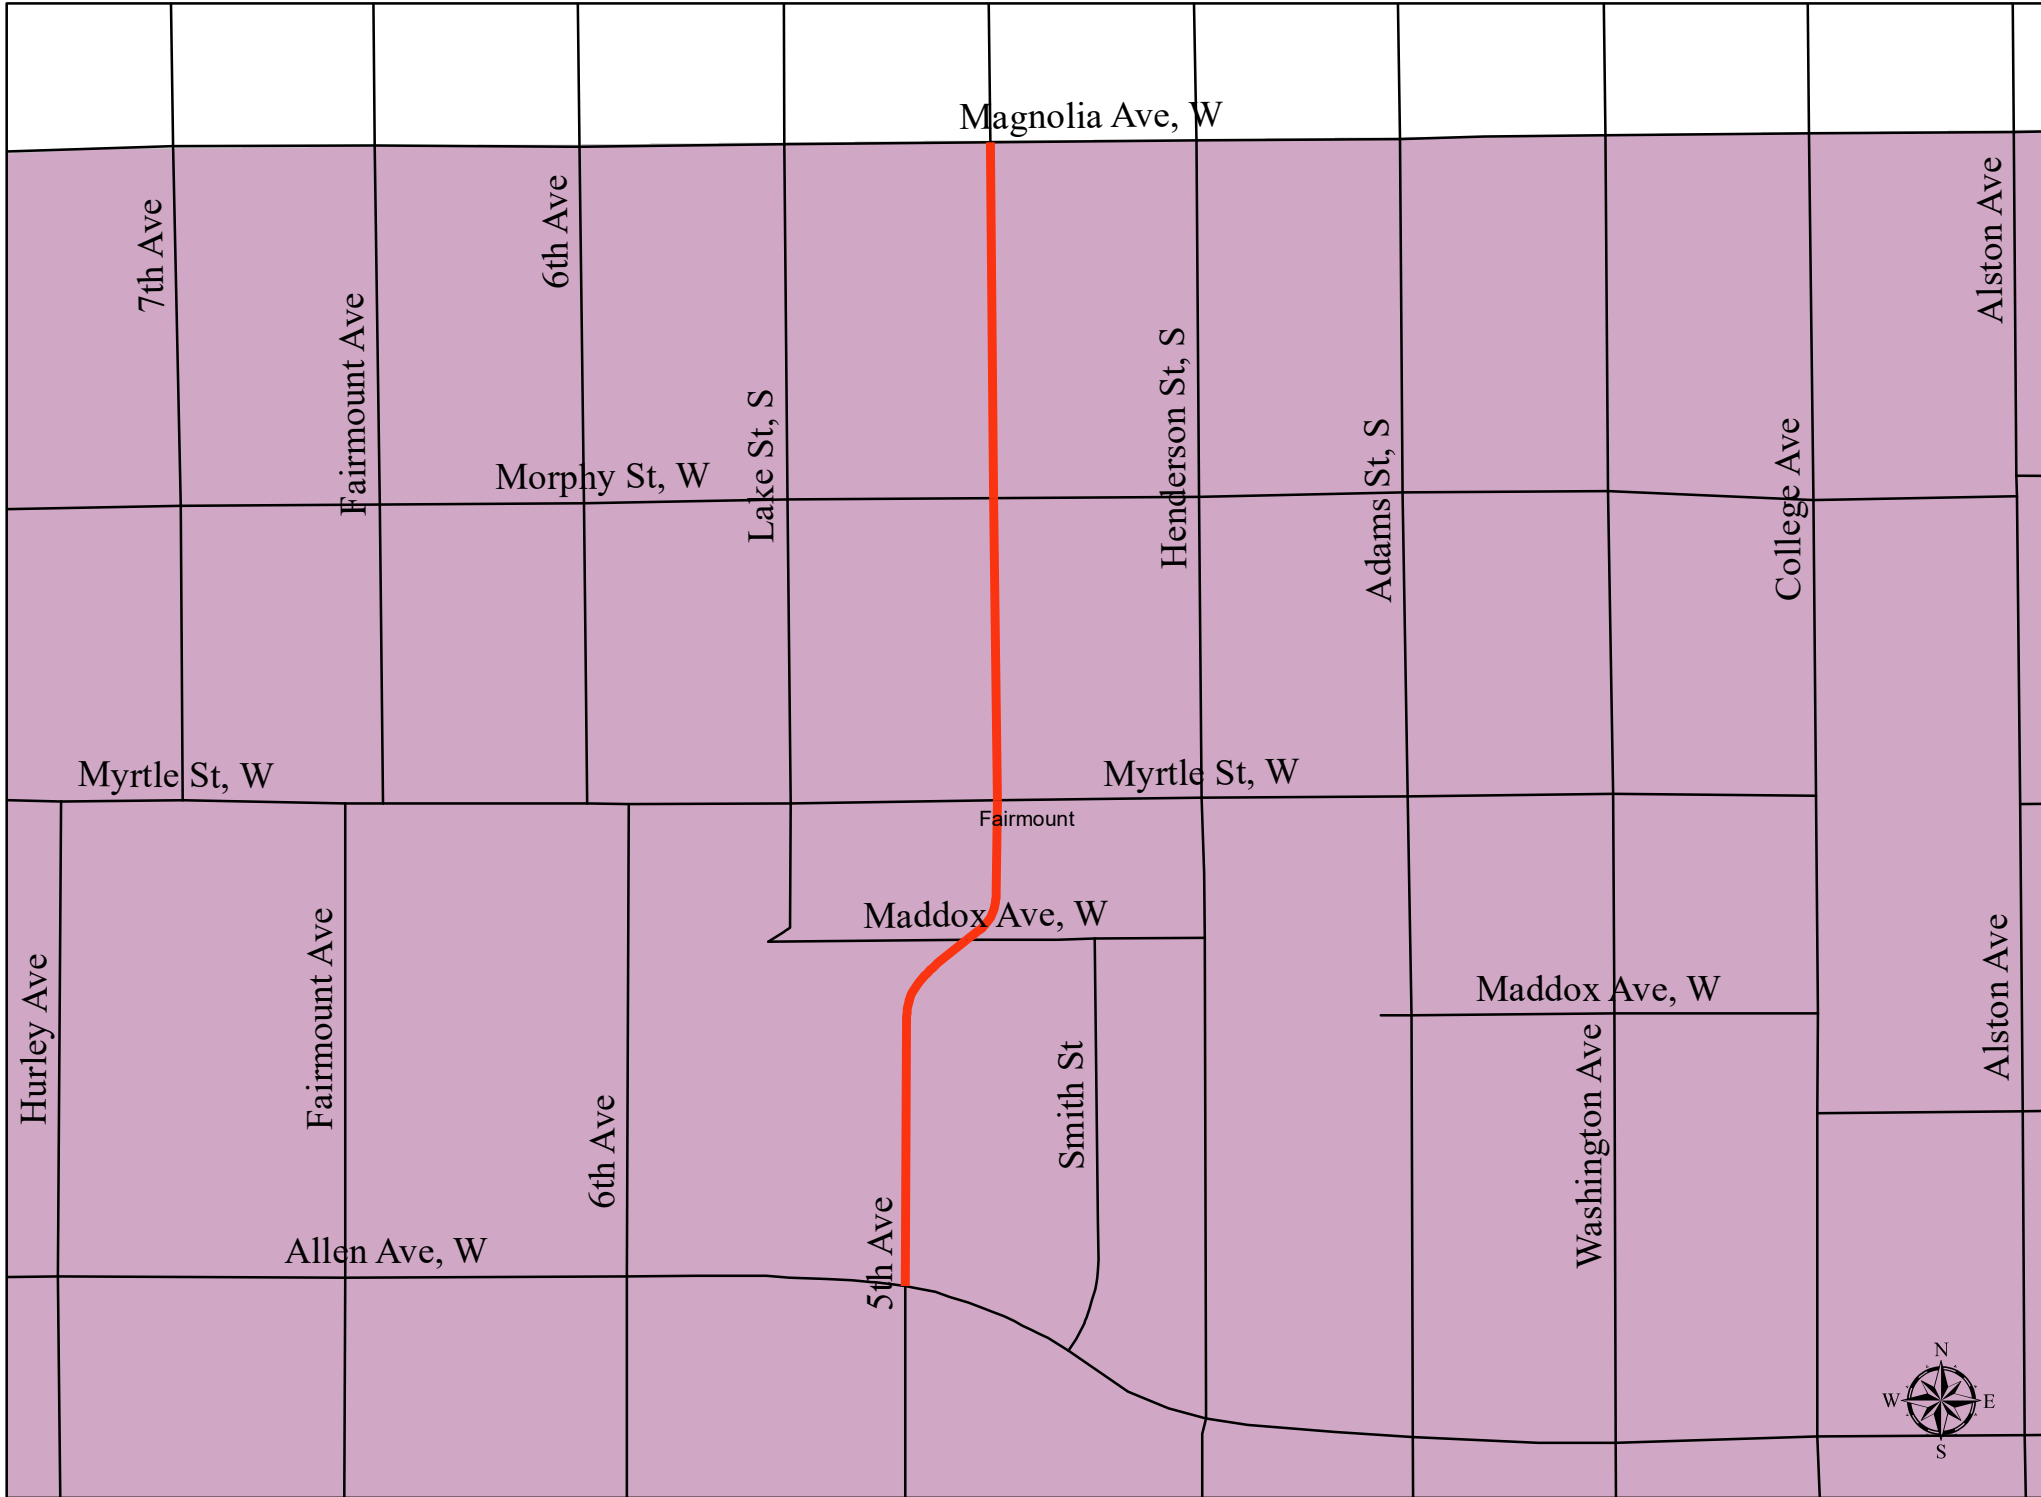 Magnolia Ave, W
7th Ave
6th Ave
Alston Ave
Fairmount Ave
Henderson St, S
Lake St, S
Adams St, S
College Ave
Morphy St, W
Myrtle St, W
Myrtle St, W
Fairmount
Maddox Ave, W
Fairmount Ave
Hurley Ave
Alston Ave
Maddox Ave, W
Smith St
Washington Ave
6th Ave
5th Ave
Allen Ave, W
N
W
E
S